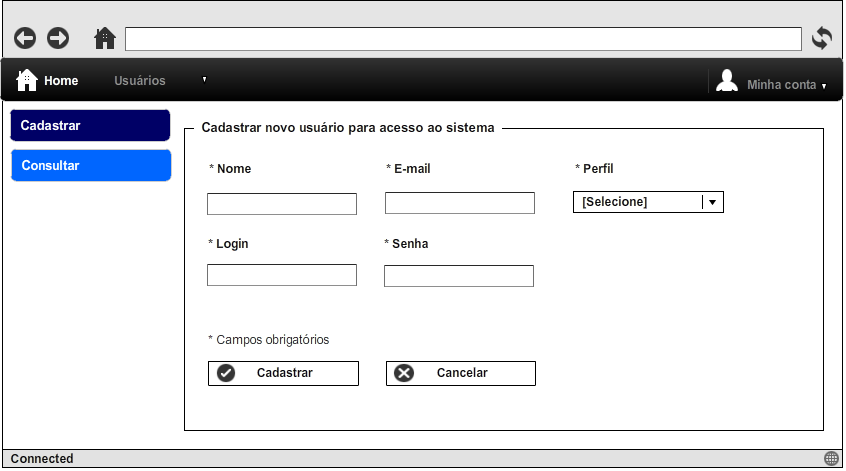 Home Usuários Minha conta
Cadastrar
Consultar
Cadastrar novo usuário para acesso ao sistema
* Nome * E-mail * Perfil
[Selecione]
* Login * Senha
* Campos obrigatórios
Cadastrar Cancelar
Connected